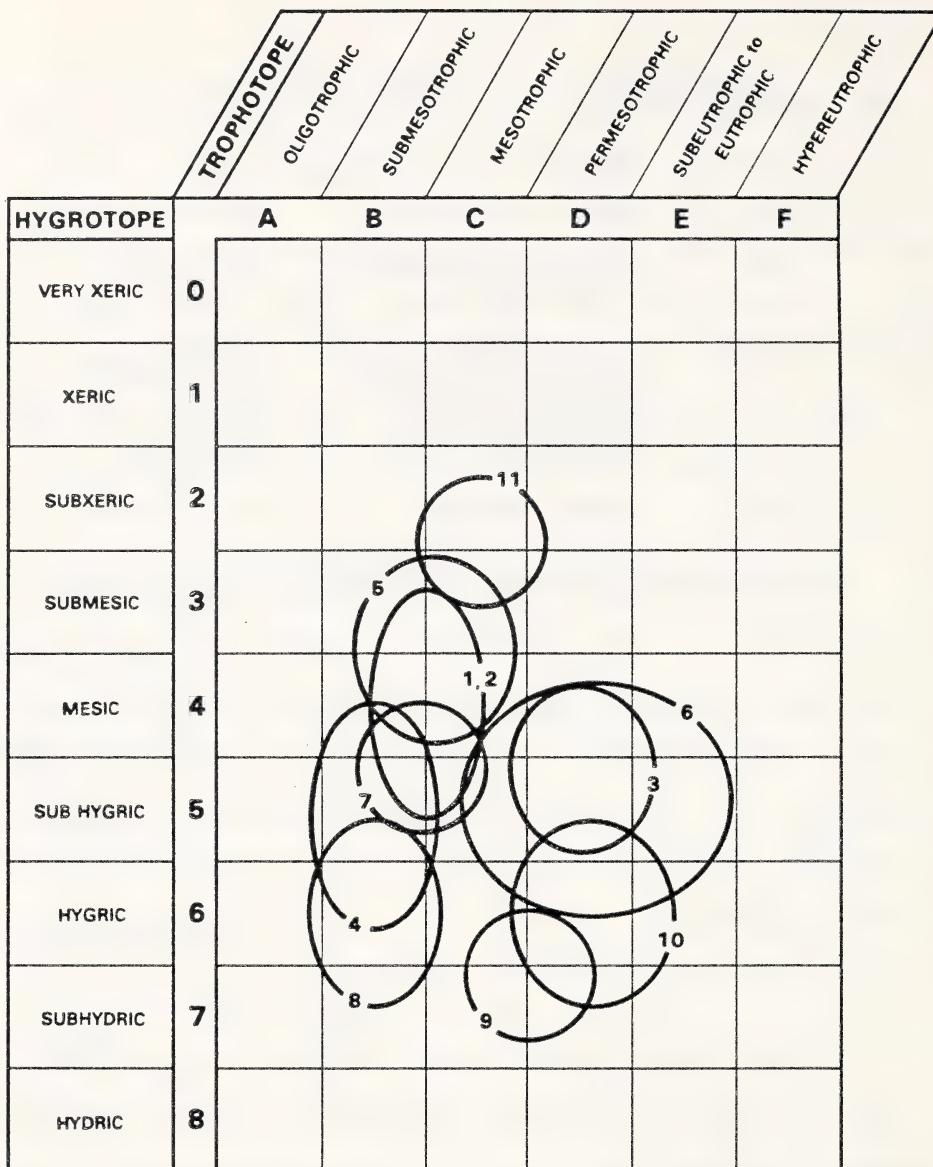 TROPHOTOPE
OLIGOTROPHIC
SUBMESOTROPHIC
MESOTROPHIC
PERMESOTROPHIC
SUBEUTROPHIC to
EUTROPHIC
HYPEREUTROPHIC
HYGROTOPE
A B C D E F
VERY XERIC 0
XERIC 1
SUBXERIC 2
11
SUBMESIC 3
5
MESIC 4
1, 2
6
SUB HYGRIC 5
3
7
HYGRIC 6
4
10
SUBHYDRIC 7
8
9
HYDRIC 8